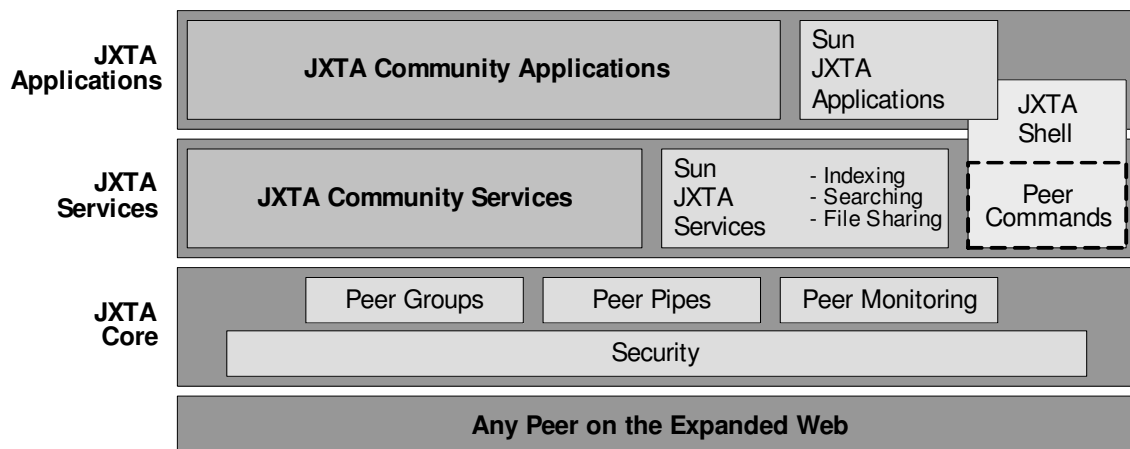 JXTA
Applications
JXTA Community Applications
Sun
JXTA
Applications
JXTA
Shell
JXTA
Services
JXTA Community Services
Sun
JXTA
Services
- Indexing
- Searching
- File Sharing
Peer
Commands
JXTA
Core
Peer Groups
Peer Pipes
Peer Monitoring
Security
Any Peer on the Expanded Web